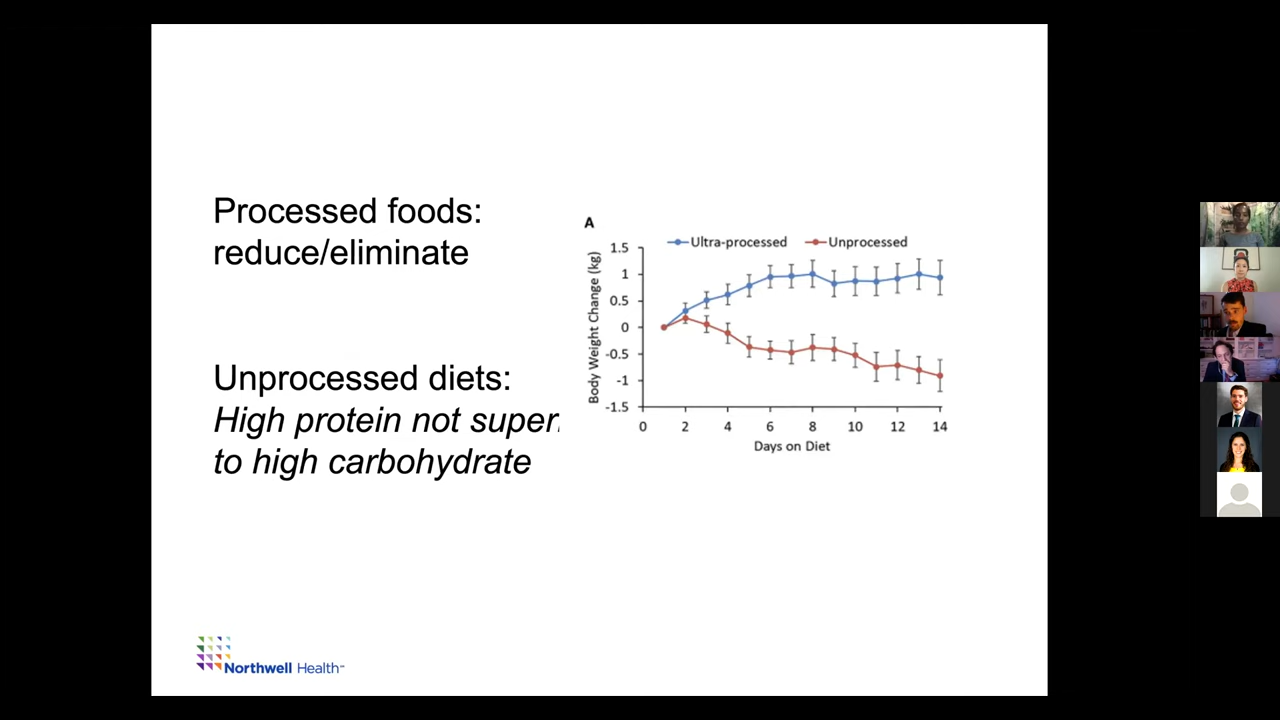 Processed foods:
reduce/eliminate
Unprocessed diets:
High protein not super
to high carbohydrate
A
Ultra-processed
Unprocessed
Body Weight Change (kg)
1.5
1
0.5
0
-0.5
-1
-1.5
0 2 4 6 8 10 12 14
Days on Diet
Northwell Health